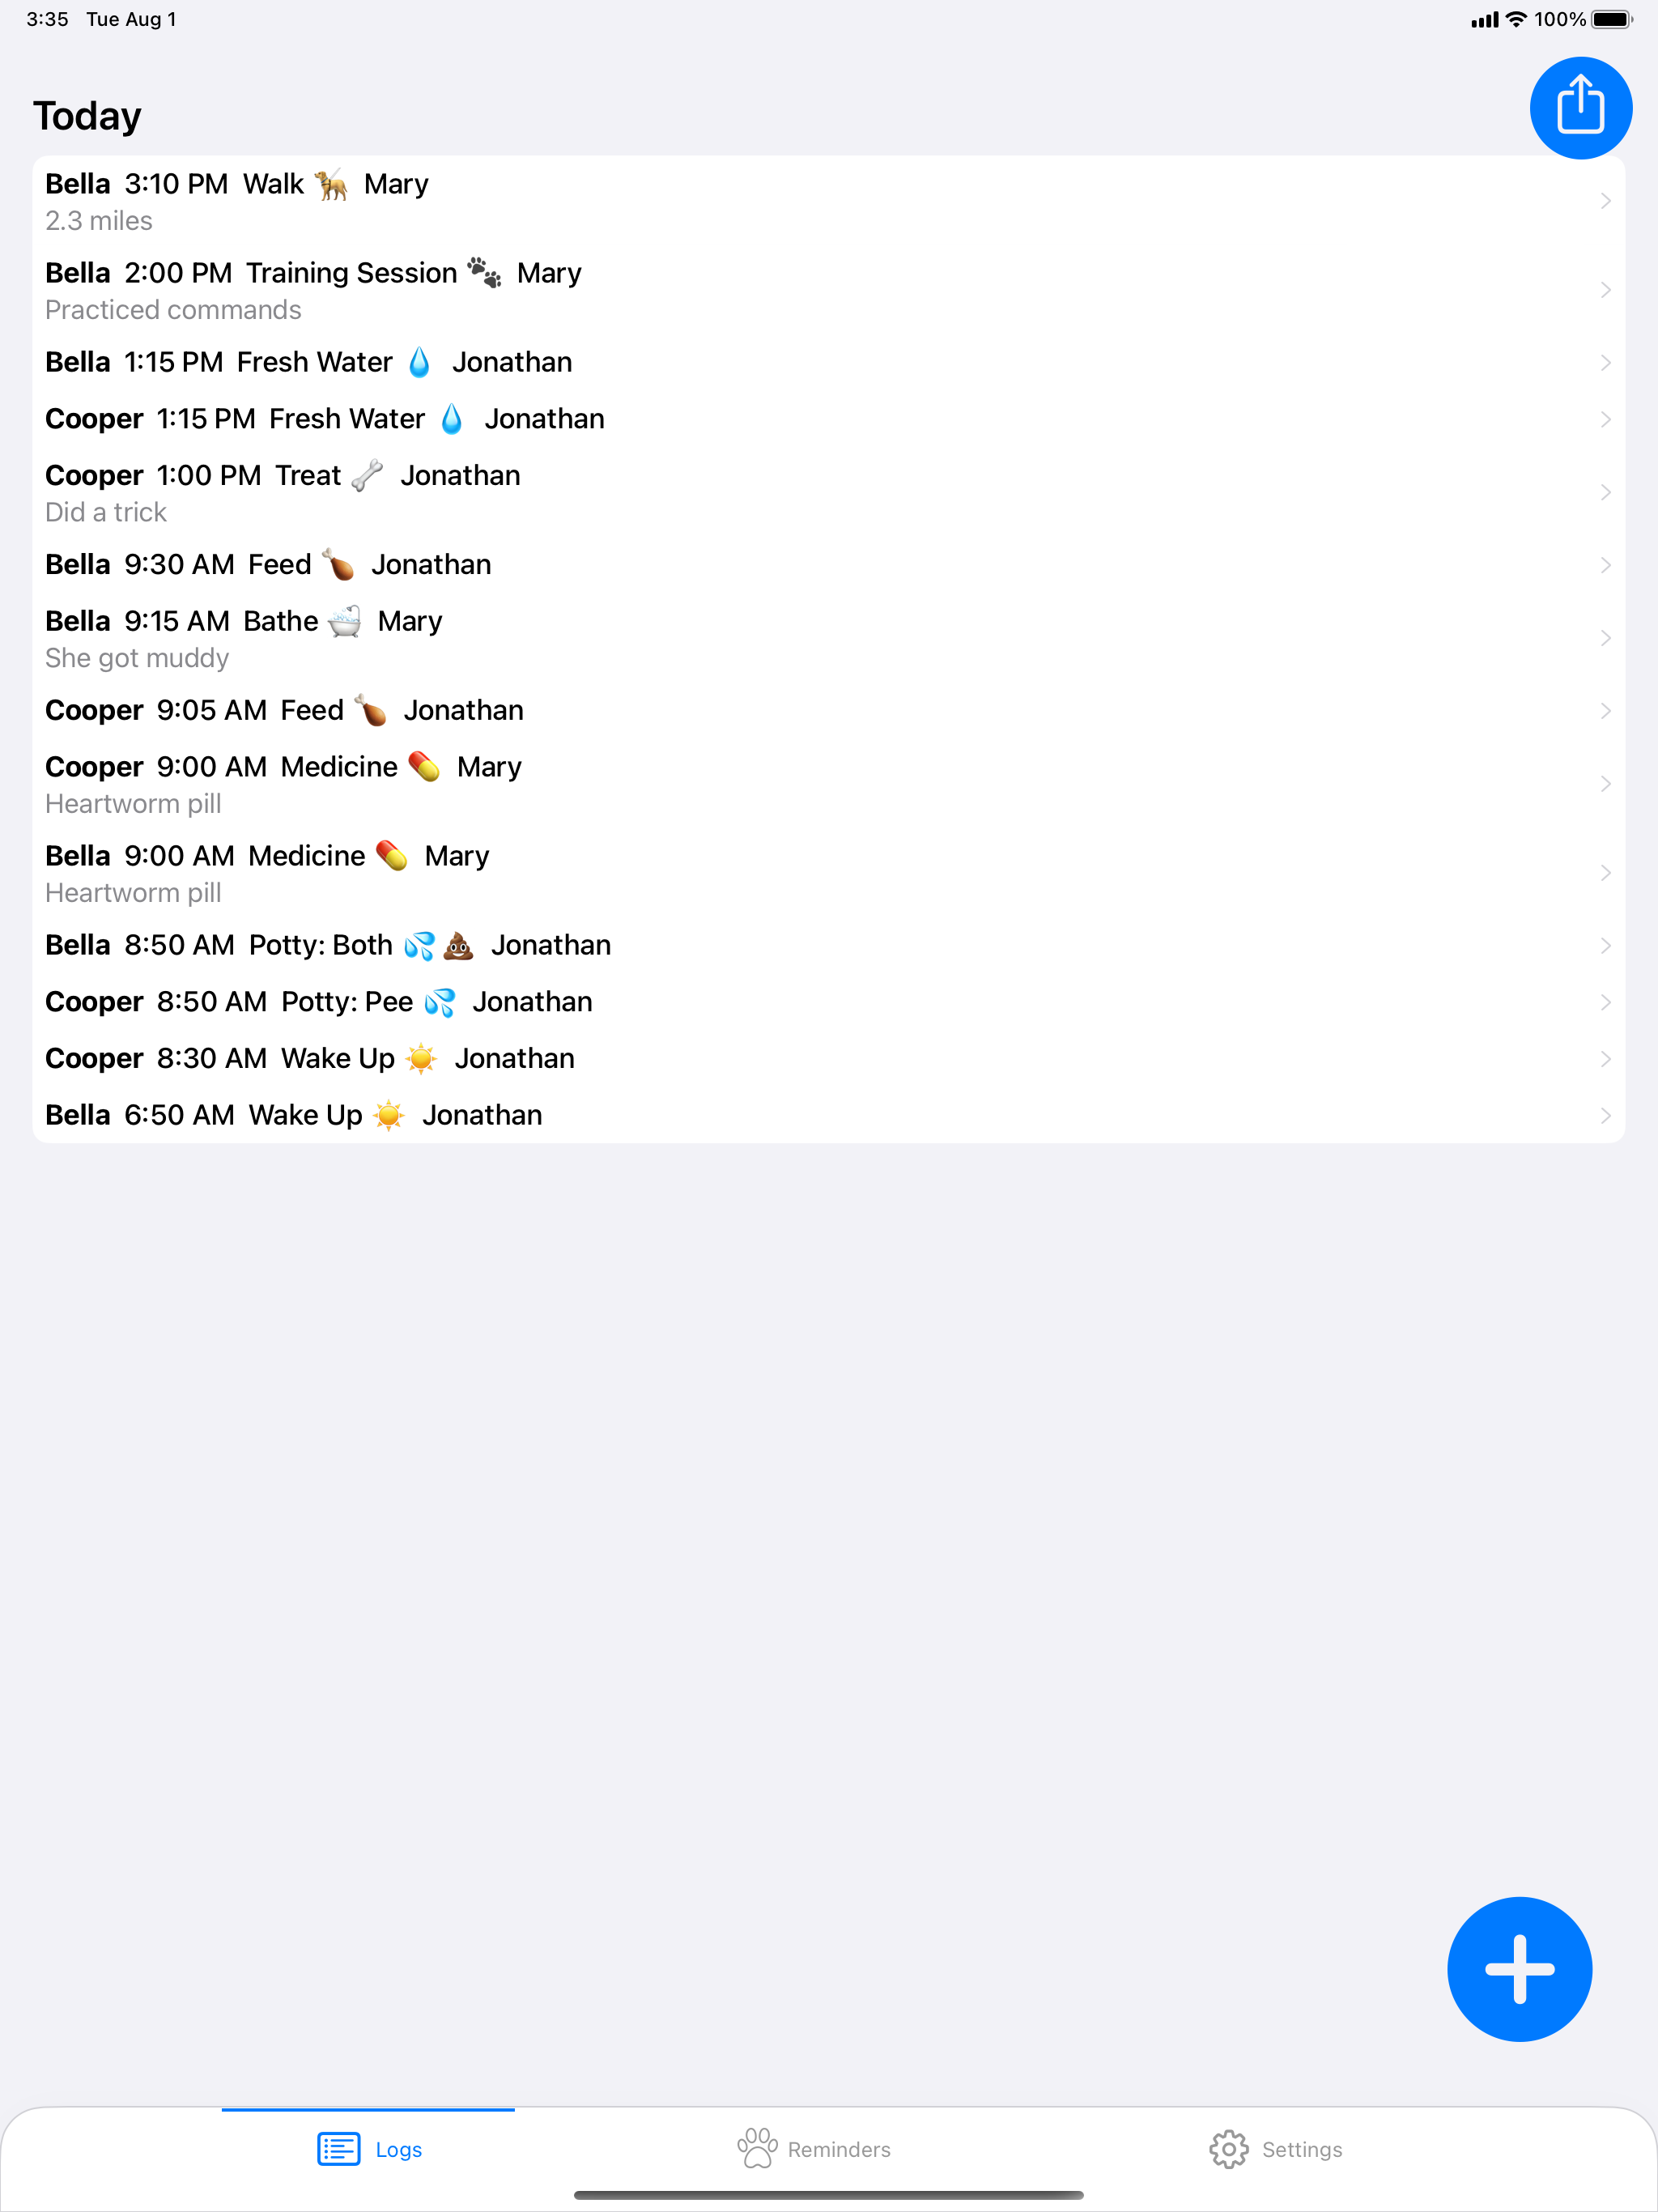 3:35 Tue Aug 1 100%
Today
Bella 3:10 PM Walk 🦮 Mary
2.3 miles
Bella 2:00 PM Training Session 🐾 Mary
Practiced commands
Bella 1:15 PM Fresh Water 💧 Jonathan
Cooper 1:15 PM Fresh Water 💧 Jonathan
Cooper 1:00 PM Treat 🦴 Jonathan
Did a trick
Bella 9:30 AM Feed 🍗 Jonathan
Bella 9:15 AM Bathe 🛁 Mary
She got muddy
Cooper 9:05 AM Feed 🍗 Jonathan
Cooper 9:00 AM Medicine 💊 Mary
Heartworm pill
Bella 9:00 AM Medicine 💊 Mary
Heartworm pill
Bella 8:50 AM Potty: Both 💦💩 Jonathan
Cooper 8:50 AM Potty: Pee 💦 Jonathan
Cooper 8:30 AM Wake Up ☀️ Jonathan
Bella 6:50 AM Wake Up ☀️ Jonathan
Logs Reminders Settings